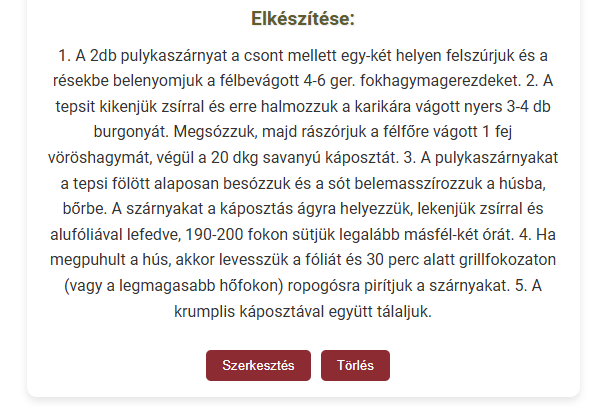 Elkészítése:
1. A 2db pulykaszárnyat a csont mellett egy-két helyen felszúrjuk és a
résekbe belenyomjuk a félbevágott 4-6 ger. fokhagymagerezdeket. 2. A
tepsit kikenjük zsírral és erre halmozzuk a karikára vágott nyers 3-4 db
burgonyát. Megsózzuk, majd rászórjuk a félfőre vágott 1 fej
vöröshagymát, végül a 20 dkg savanyú káposztát. 3. A pulykaszárnyakat
a tepsi fölött alaposan besózzuk és a sót belemasszírozzuk a húsba,
bőrbe. A szárnyakat a káposztás ágyra helyezzük, lekenjük zsírral és
alufóliával lefedve, 190-200 fokon sütjük legalább másfél-két órát. 4. Ha
megpuhult a hús, akkor levesszük a fóliát és 30 perc alatt grillfokozaton
(vagy a legmagasabb hőfokon) ropogósra pirítjuk a szárnyakat. 5. A
krumplis káposztával együtt tálaljuk.
Szerkesztés
Törlés